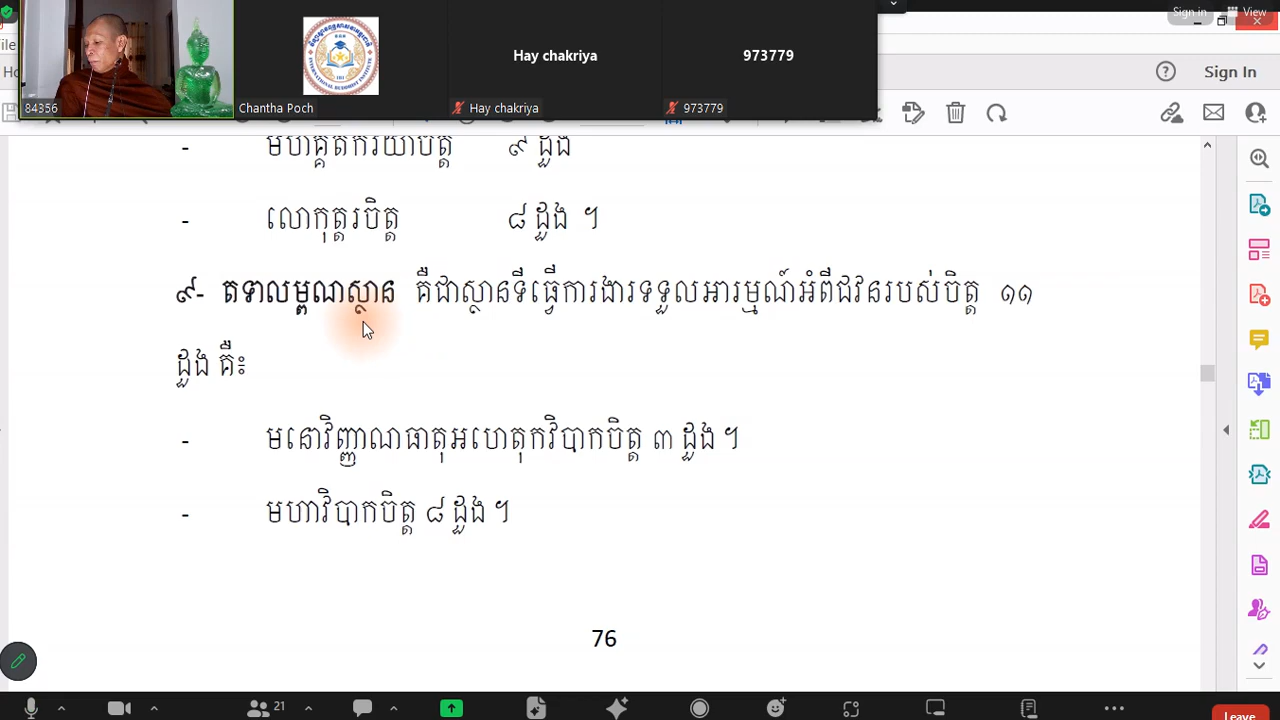 Sign in
View
Hay chakriya
973779
84356
Chantha Poch
Hay chakriya
973779
Sign In
- មហគ្គតករិយាចិត្ត ៩ ដួង
- លោកុត្តរចិត្ត ៨ ដួង ។
៩- តទាលម្ពណស្ថាន គឺជាស្ថានទីធ្វើការងារទទួលអារម្មណ៍អំពីជវនរបស់ចិត្ត ១១
ដួង គឺ៖
- មនោវិញ្ញាណធាតុអហេតុកវិបាកចិត្ត ៣ ដួង ។
- មហាវិបាកចិត្ត ៨ ដួង ។
76
21
Leave